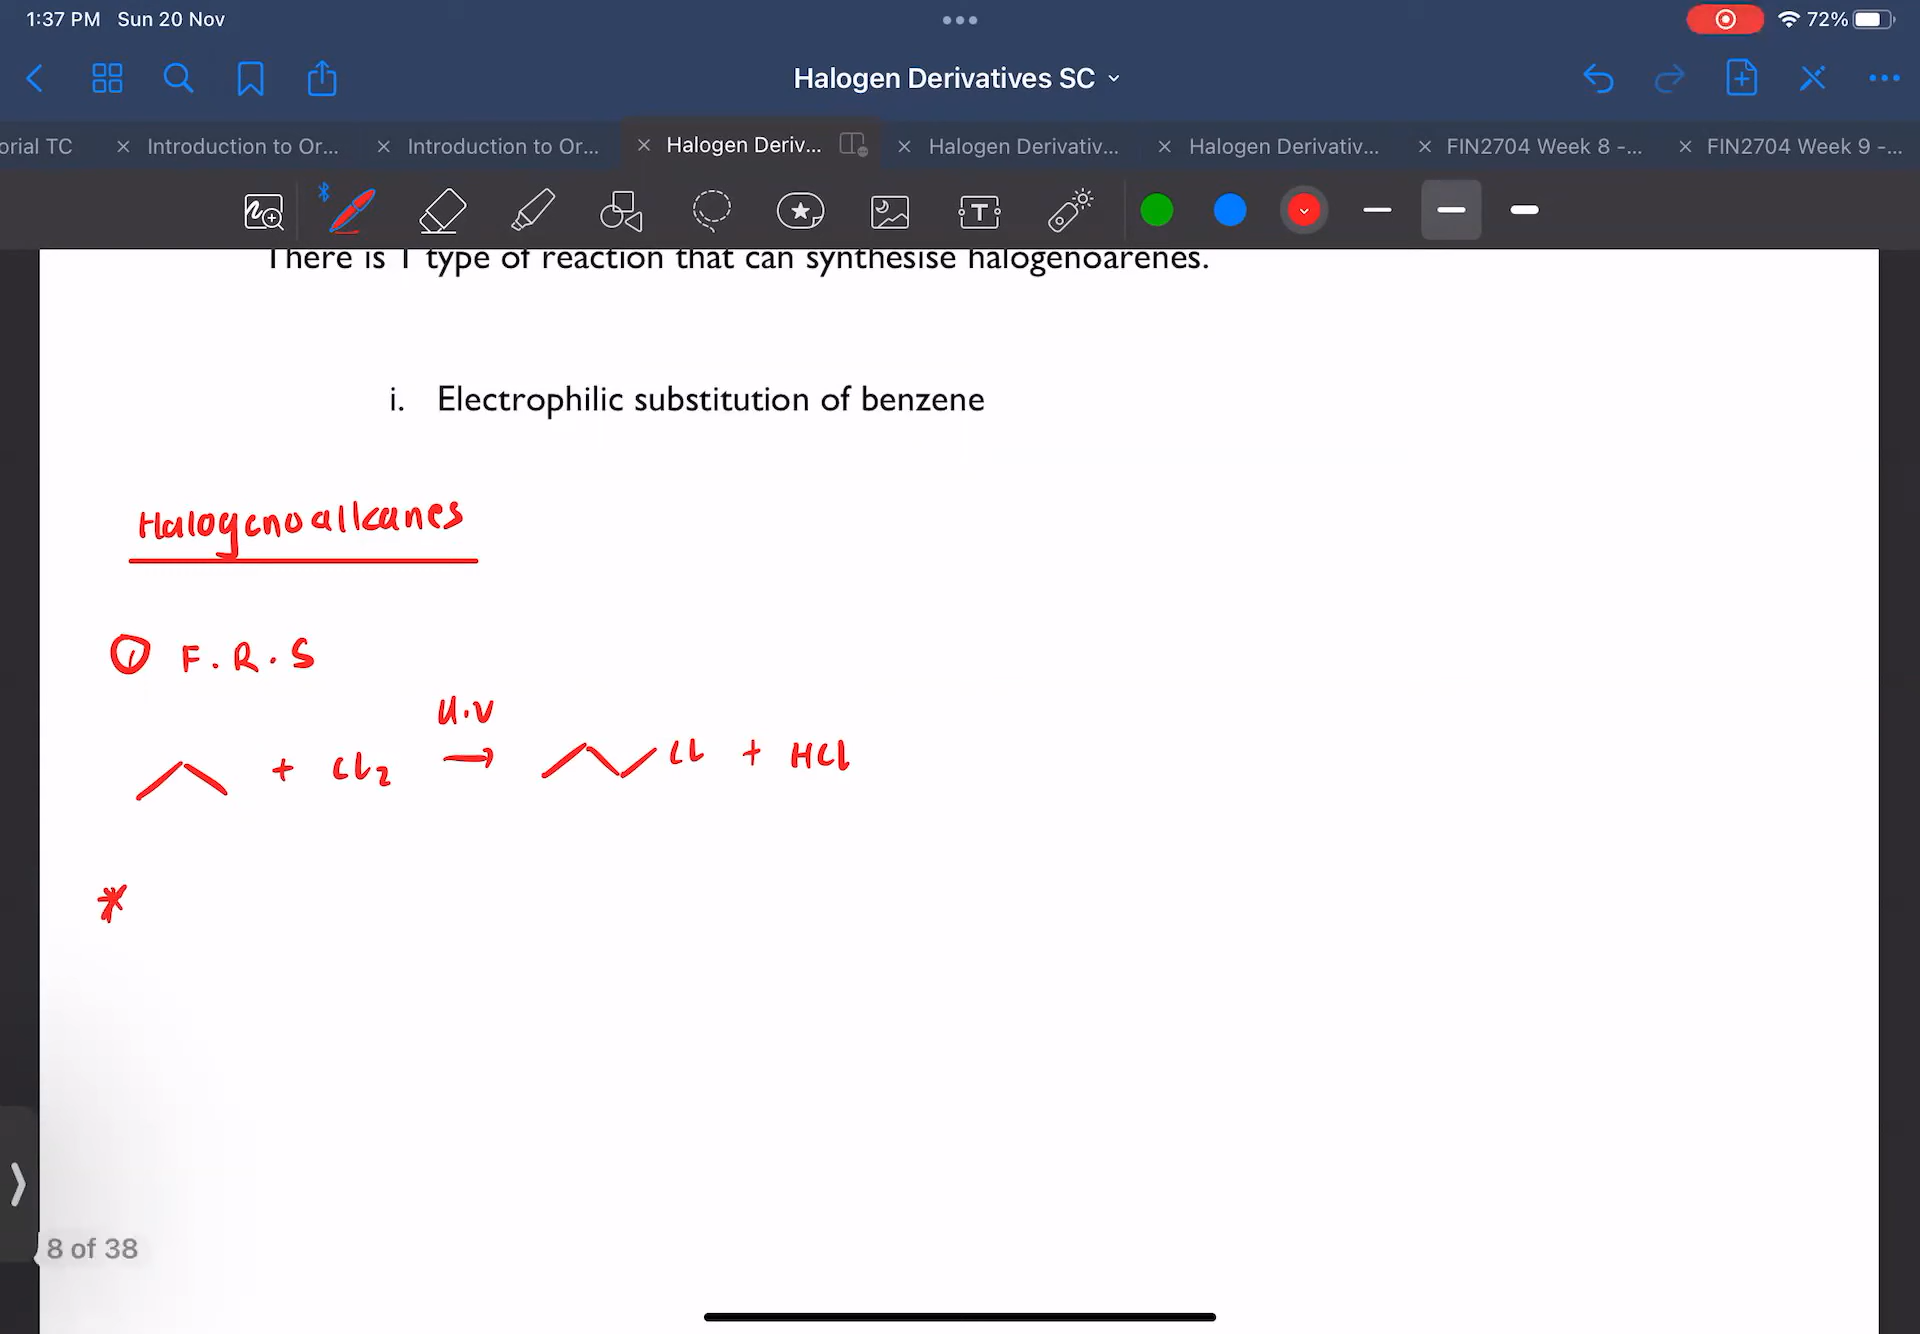 1:37 PM Sun 20 Nov
72%
Halogen Derivatives SC
orial TC
Introduction to Or...
Introduction to Or...
Halogen Deriv...
Halogen Derivativ...
Halogen Derivativ...
FIN2704 Week 8 -...
FIN2704 Week 9 -...
There is 1 type of reaction that can synthesise halogenoarenes.
i. Electrophilic substitution of benzene
Halogenoalkanes
① F.R.S
U.V
+ Cl₂ → Cl + HCl
*
8 of 38